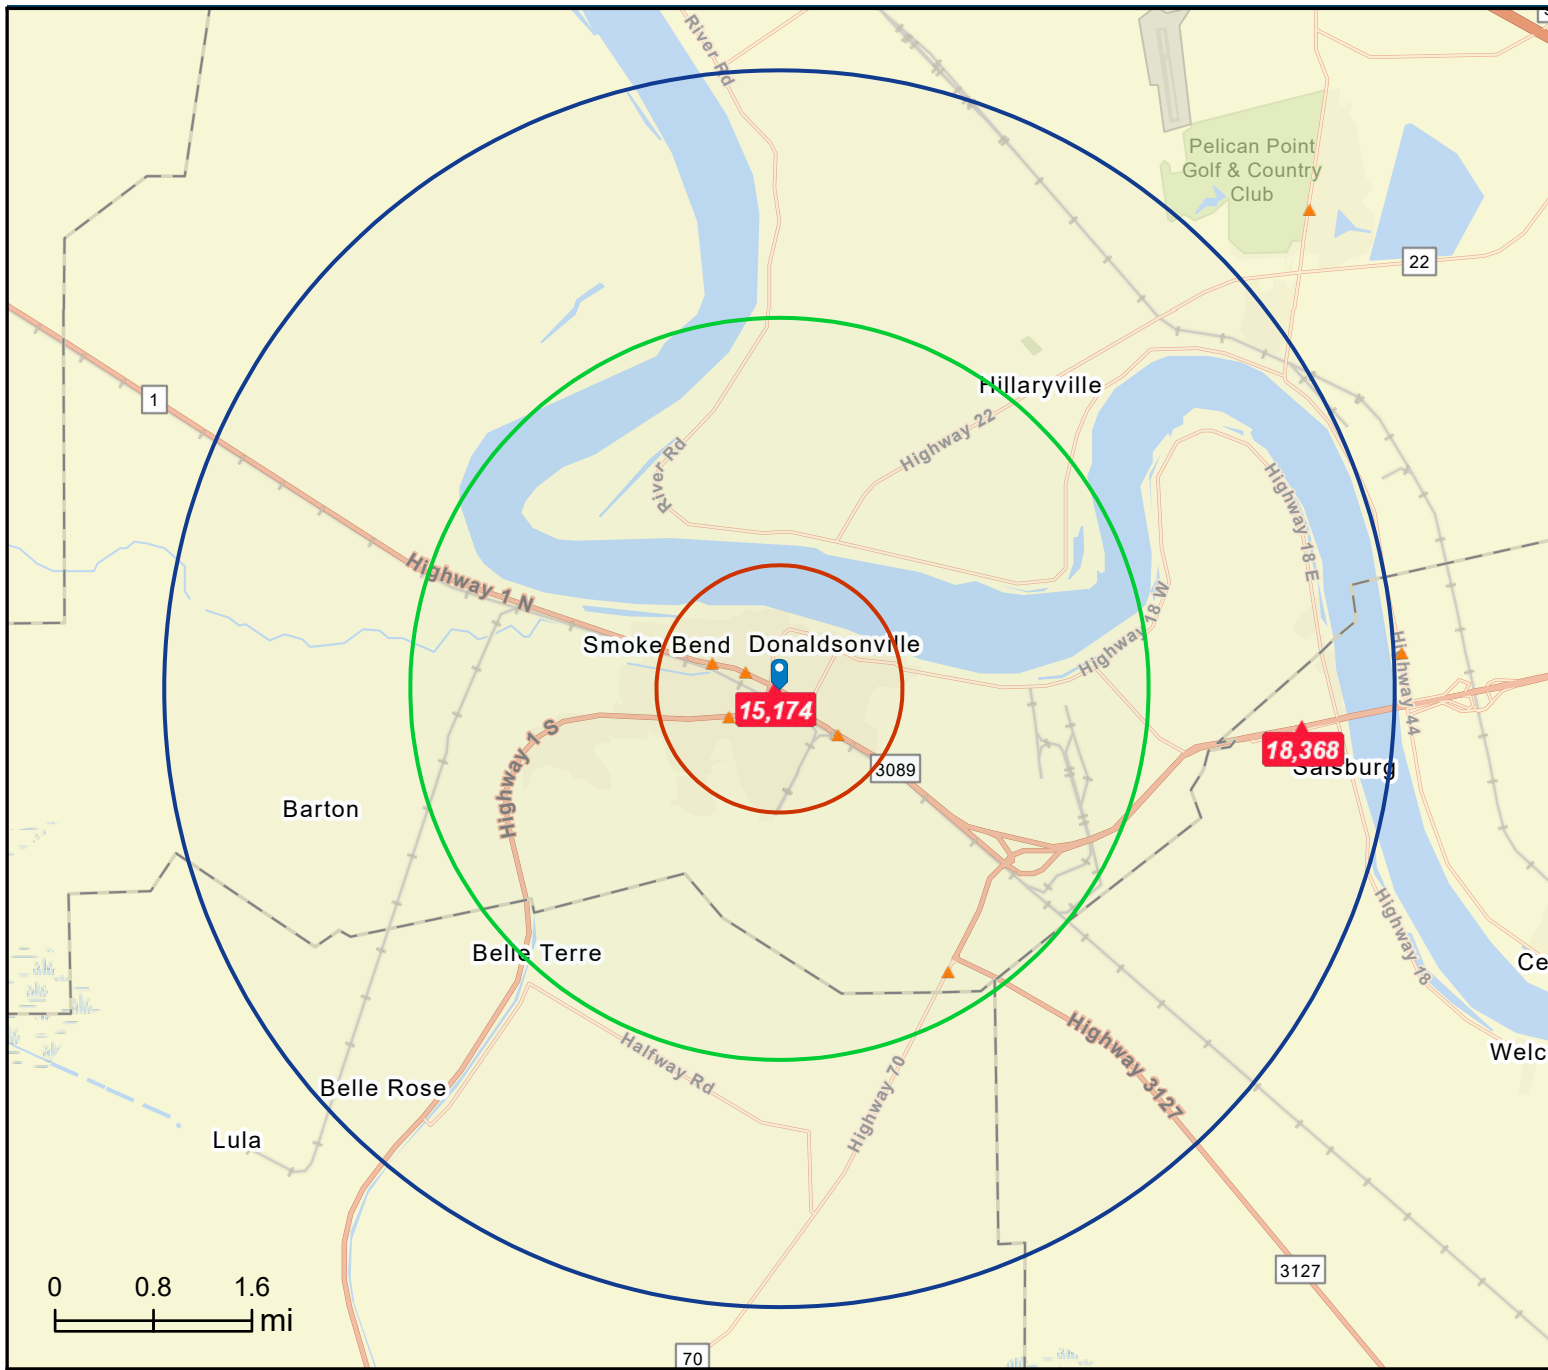 River Rd
Pelican Point
Golf & Country
Club
22
1
Hillaryville
Highway 22
River Rd
Highway 18 E
Highway 1 N
Highway 18 W
Smoke Bend
Donaldsonville
Highway 44
15,174
18,368
Salsburg
3089
Highway 1 S
Barton
Belle Terre
Highway 18
Ce
Highway 3127
Halfway Rd
Welc
Belle Rose
Highway 70
Lula
3127
0 0.8 1.6
mi
70